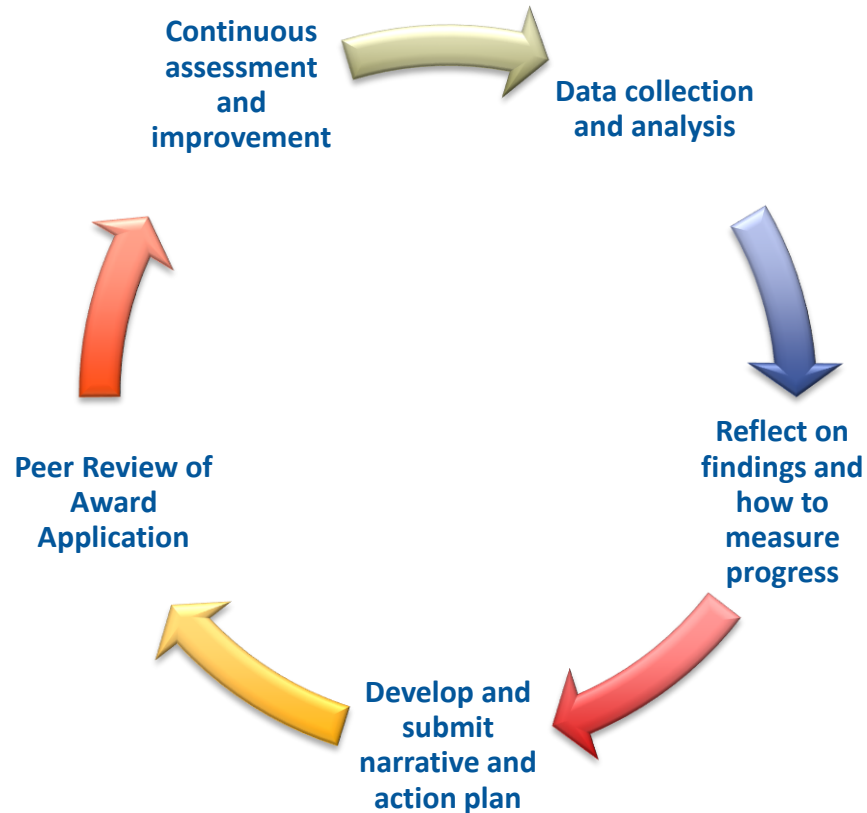 Continuous
assessment
and
improvement
Data collection
and analysis
Reflect on
findings and
how to
measure
progress
Develop and
submit
narrative and
action plan
Peer Review of
Award
Application